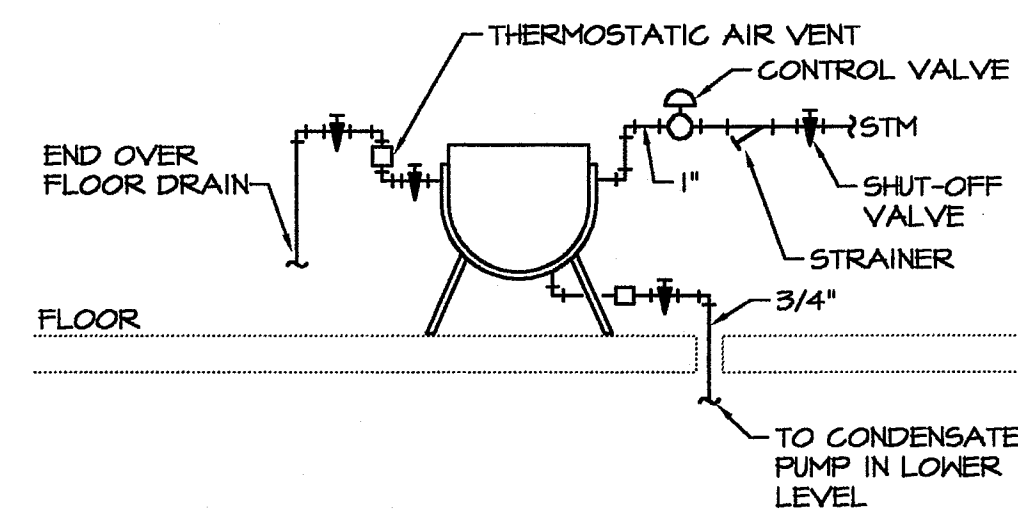 THERMOSTATIC AIR VENT
CONTROL VALVE
STM
END OVER
FLOOR DRAIN
1"
SHUT-OFF
VALVE
STRAINER
3/4"
FLOOR
TO CONDENSATE
PUMP IN LOWER
LEVEL